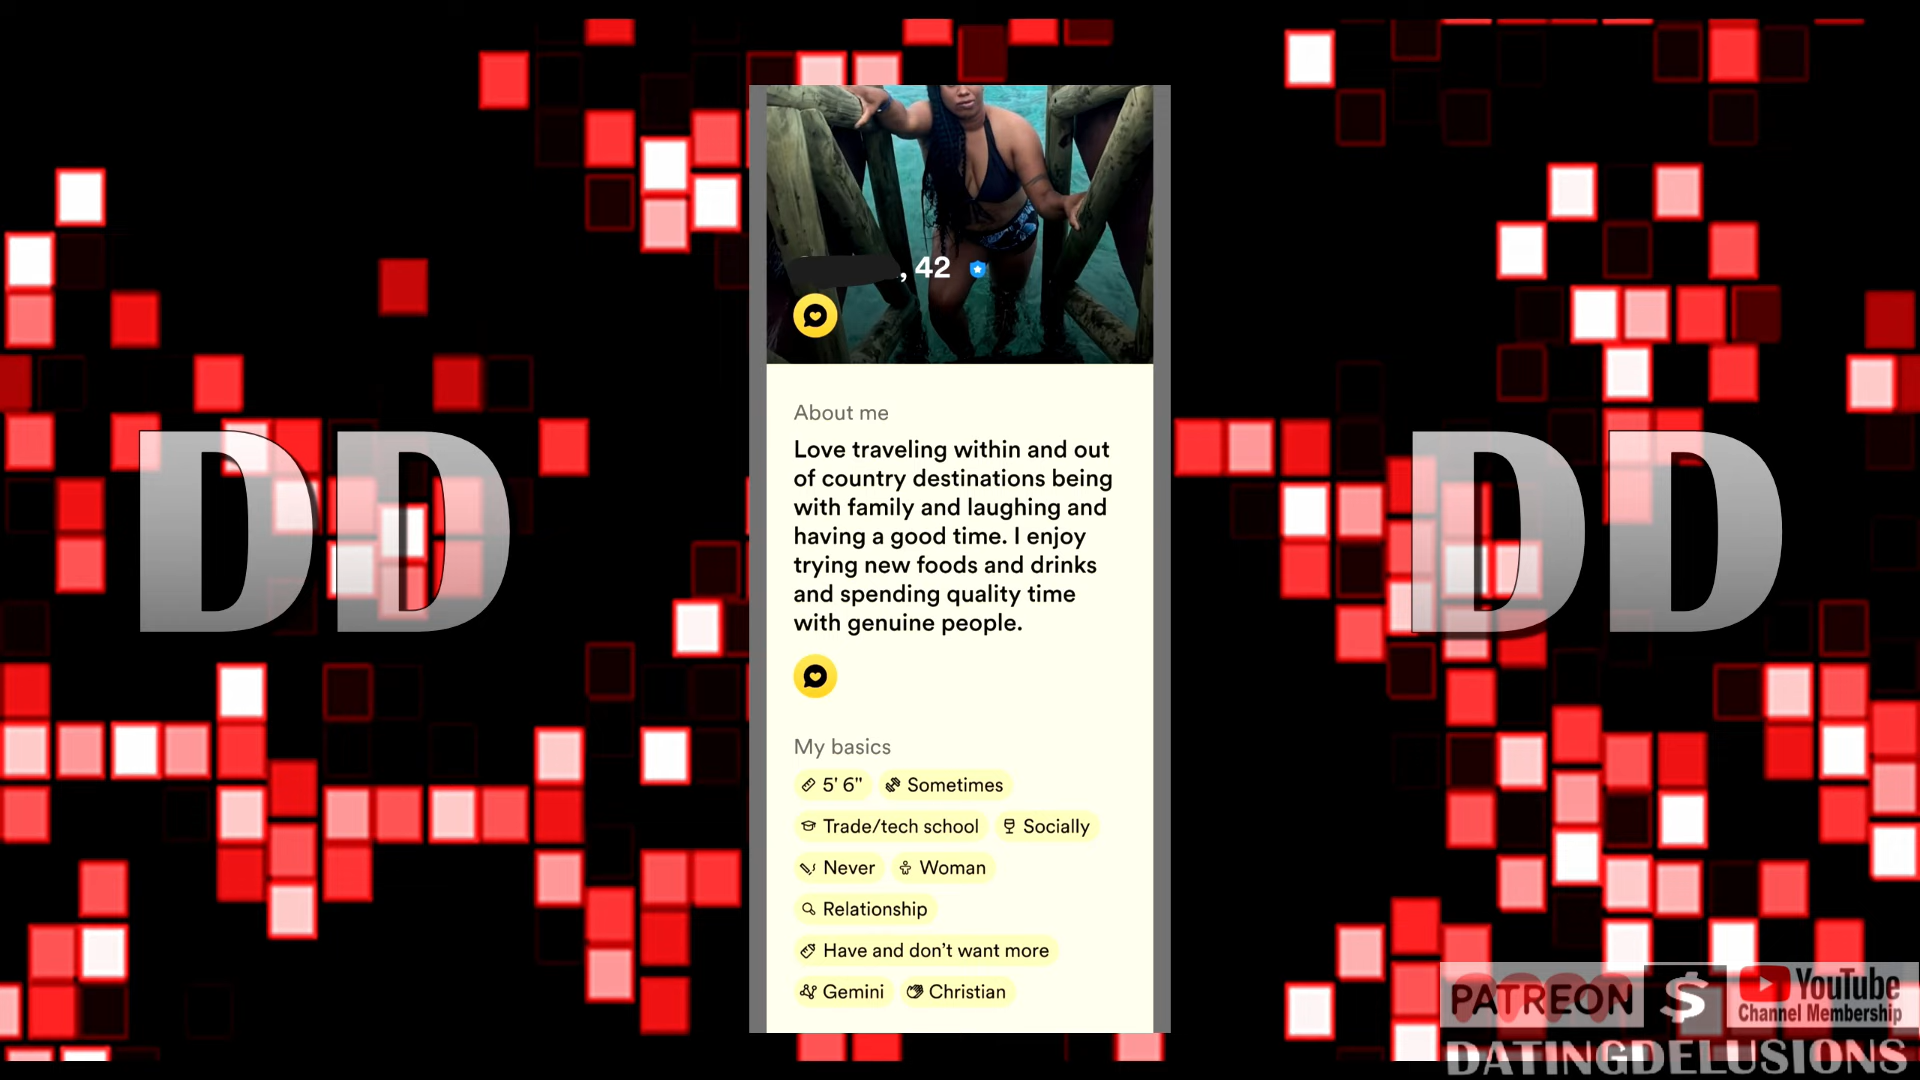 , 42
About me
Love traveling within and out
of country destinations being
with family and laughing and
having a good time. I enjoy
trying new foods and drinks
and spending quality time
with genuine people.
My basics
5' 6"
Sometimes
Trade/tech school
Socially
Never
Woman
Relationship
Have and don't want more
Gemini
Christian
DD
DD
PATREON
$
YouTube
Channel Membership
DATINGDELUSIONS